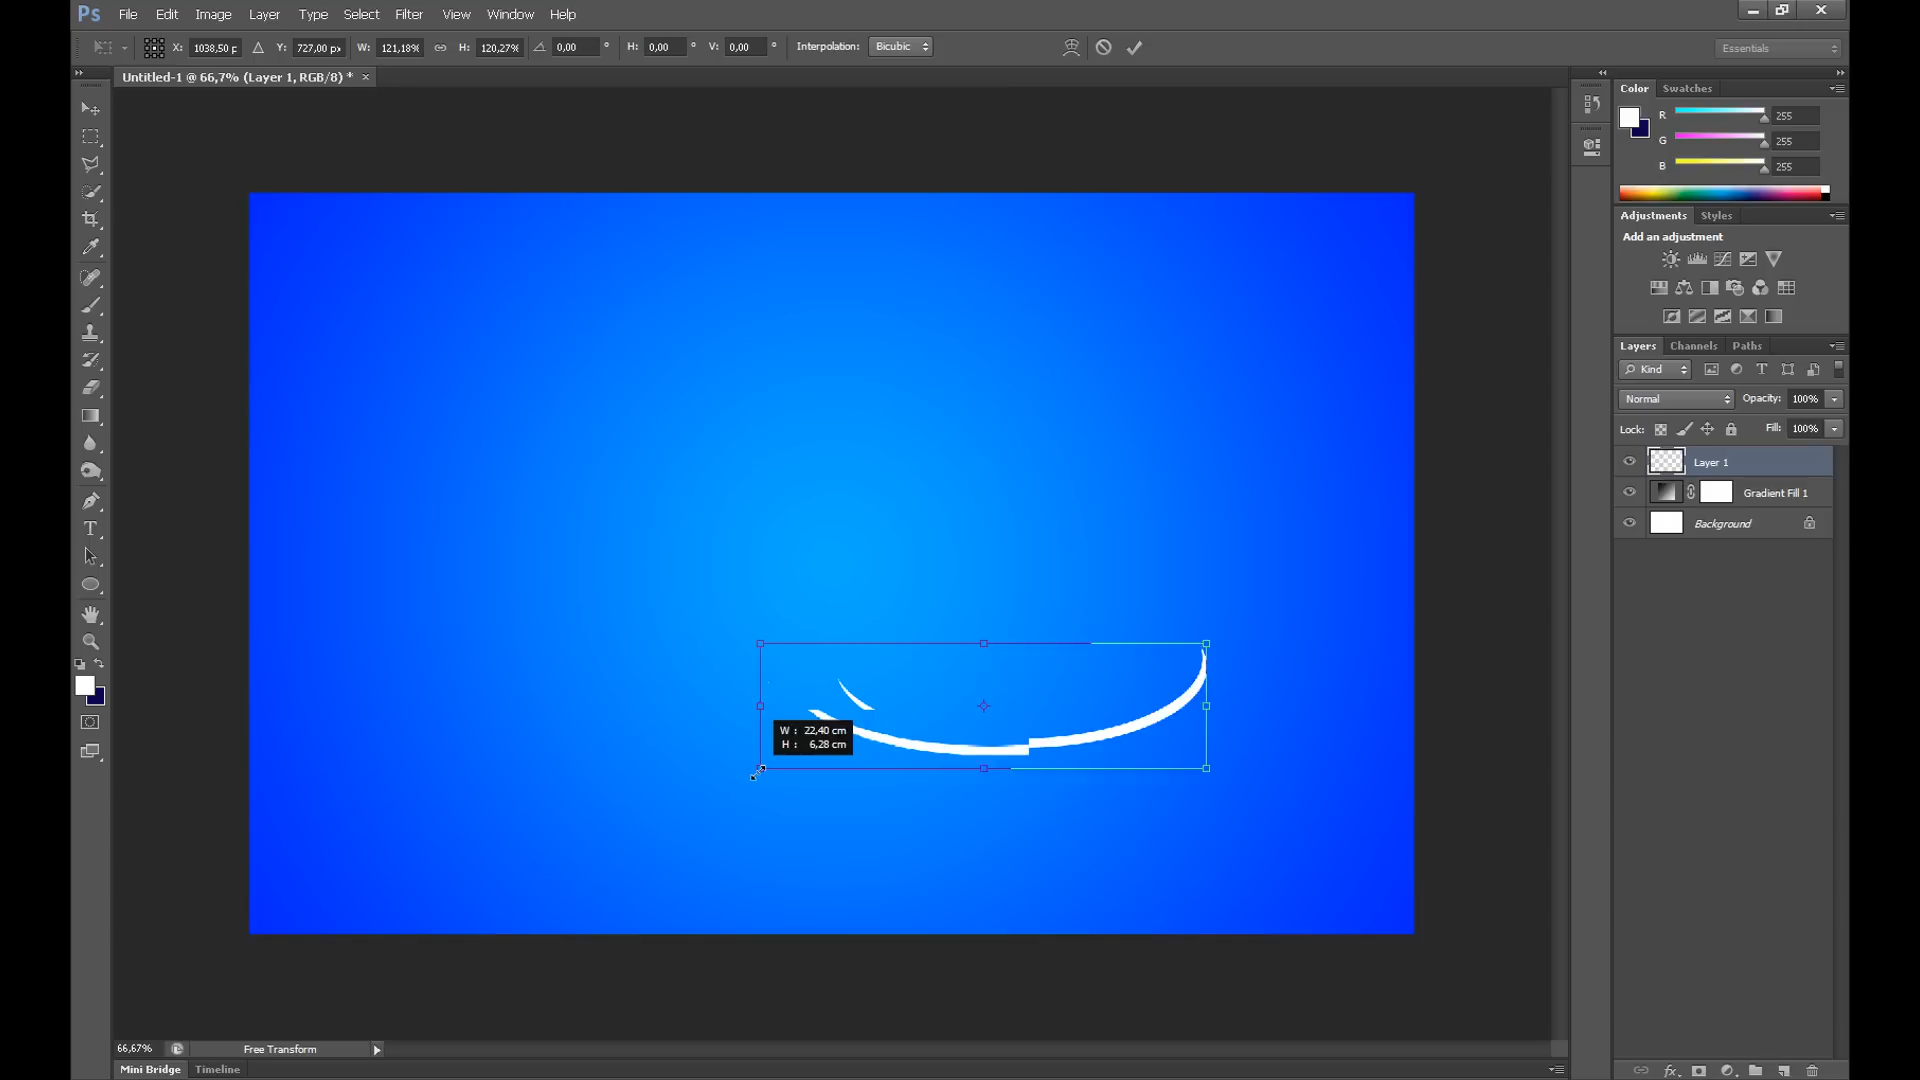 Ps File Edit Image Layer Type Select Filter View Window Help
X: 1038,50 p Y: 727,00 px W: 121,18% H: 120,27% 0,00 ° H: 0,00 ° V: 0,00 ° Interpolation: Bicubic Essentials
Untitled-1 @ 66,7% (Layer 1, RGB/8) * ×
Color Swatches
R 255
G 255
B 255
Adjustments Styles
Add an adjustment
Layers Channels Paths
Kind
Normal Opacity: 100%
Lock: Fill: 100%
Layer 1
Gradient Fill 1
Background
W : 22,40 cm
H : 6,28 cm
66,67% Free Transform
Mini Bridge Timeline